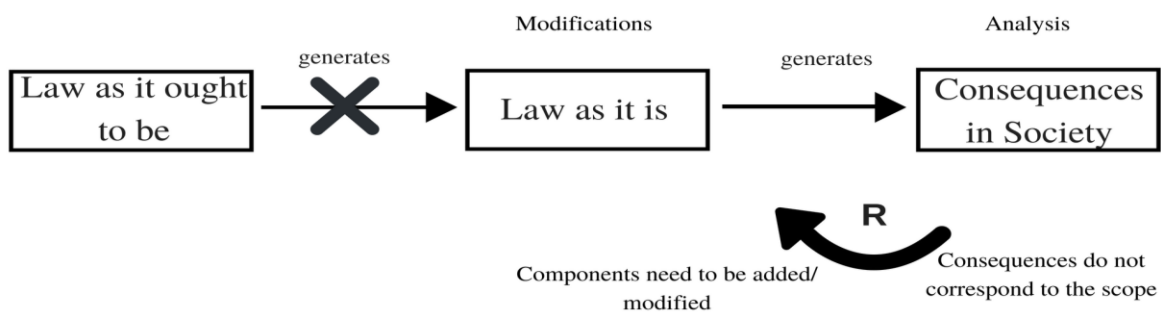 Modifications
Analysis
generates
generates
Law as it ought
to be
Law as it is
Consequences
in Society
R
Components need to be added/
modified
Consequences do not
correspond to the scope